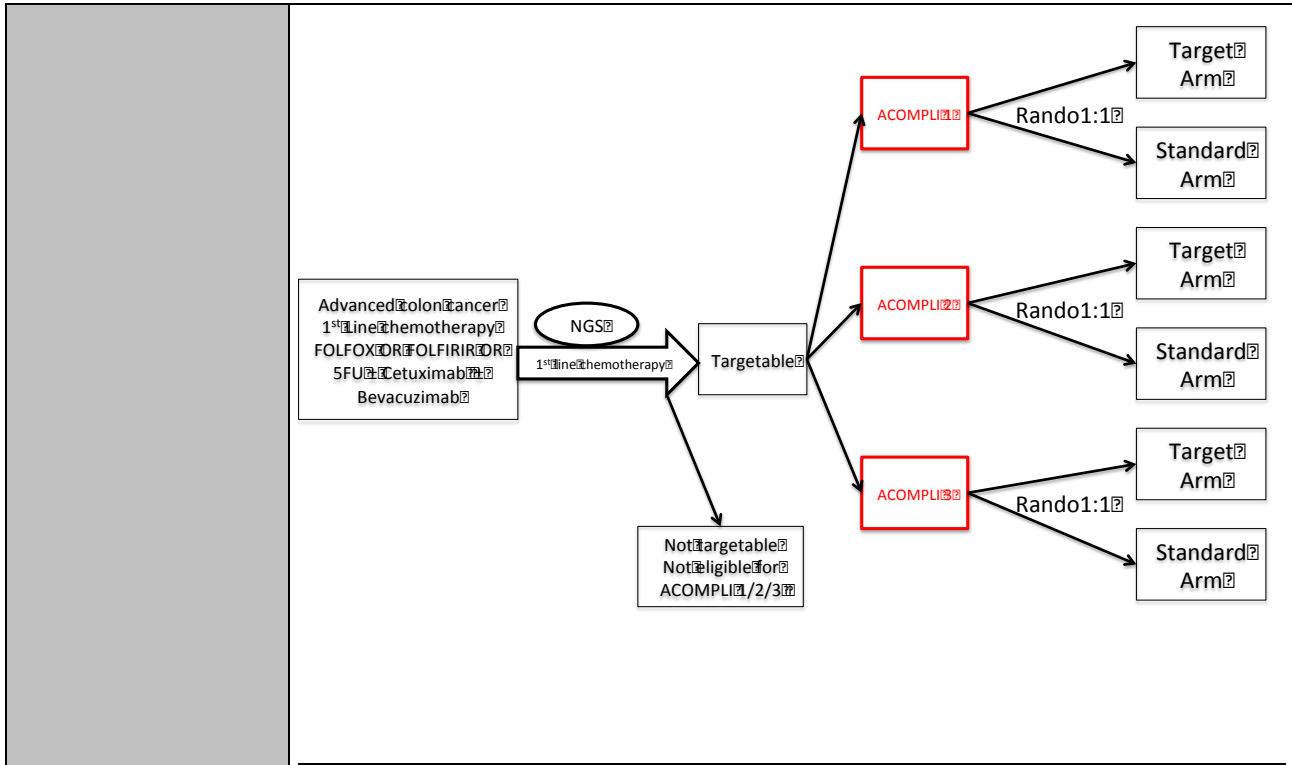 Advanced colon cancer
1st Line chemotherapy
FOLFOX OR FOLFIRIR OR
5FU ± Cetuximab ±
Bevacuzimab
NGS
1st line chemotherapy
Targetable
Not targetable
Not eligible for
ACOMPLI 1/2/3
ACOMPLI 1
Rando1:1
Target
Arm
Standard
Arm
ACOMPLI 2
Rando1:1
Target
Arm
Standard
Arm
ACOMPLI 3
Rando1:1
Target
Arm
Standard
Arm